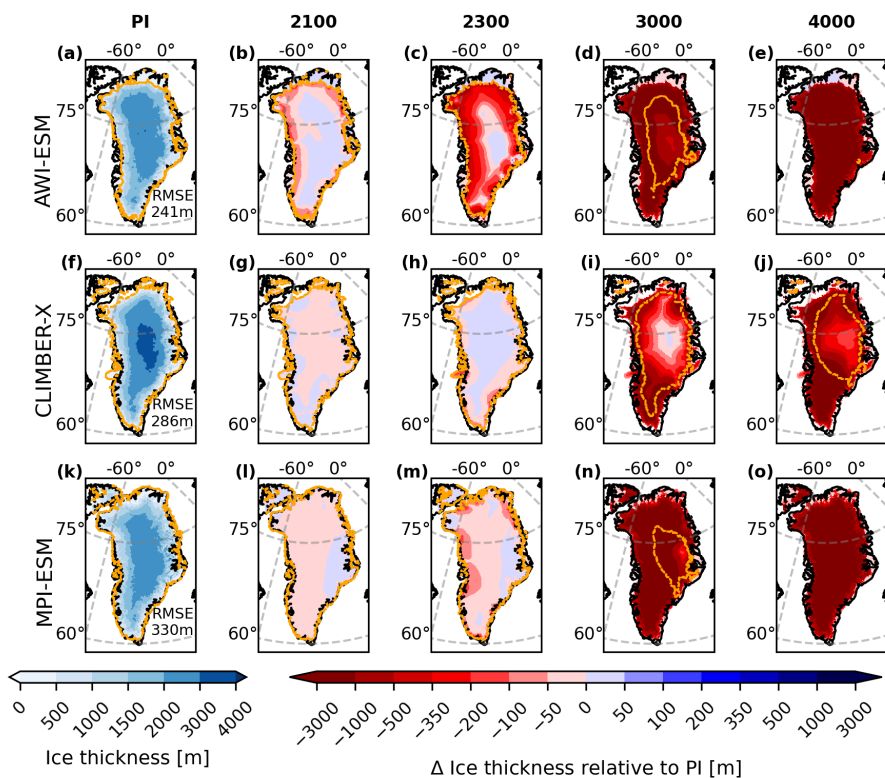 PI 2100 2300 3000 4000
(a) -60° 0° (b) -60° 0° (c) -60° 0° (d) -60° 0° (e) -60° 0°
AWI-ESM
75° 75° 75° 75° 75°
RMSE
241m
60° 60° 60° 60° 60°
(f) -60° 0° (g) -60° 0° (h) -60° 0° (i) -60° 0° (j) -60° 0°
CLIMBER-X
75° 75° 75° 75° 75°
RMSE
286m
60° 60° 60° 60° 60°
(k) -60° 0° (l) -60° 0° (m) -60° 0° (n) -60° 0° (o) -60° 0°
MPI-ESM
75° 75° 75° 75° 75°
RMSE
330m
60° 60° 60° 60° 60°
0 500 1000 1500 2000 3000 4000
Ice thickness [m]
−3000 −1000 −500 −350 −200 −100 −50 0 50 100 200 350 500 1000 3000
Δ Ice thickness relative to PI [m]